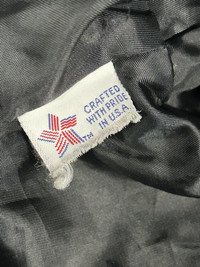 CRAFTED
WITH PRIDE
IN U.S.A.
TM